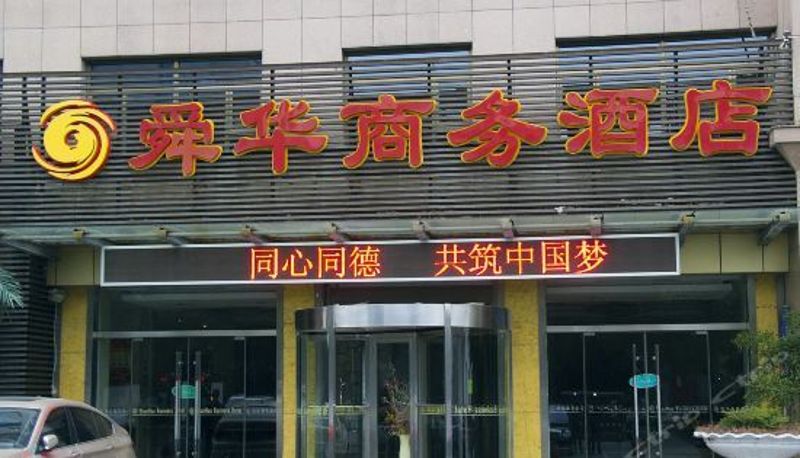 舜华商务酒店
同心同德 共筑中国梦